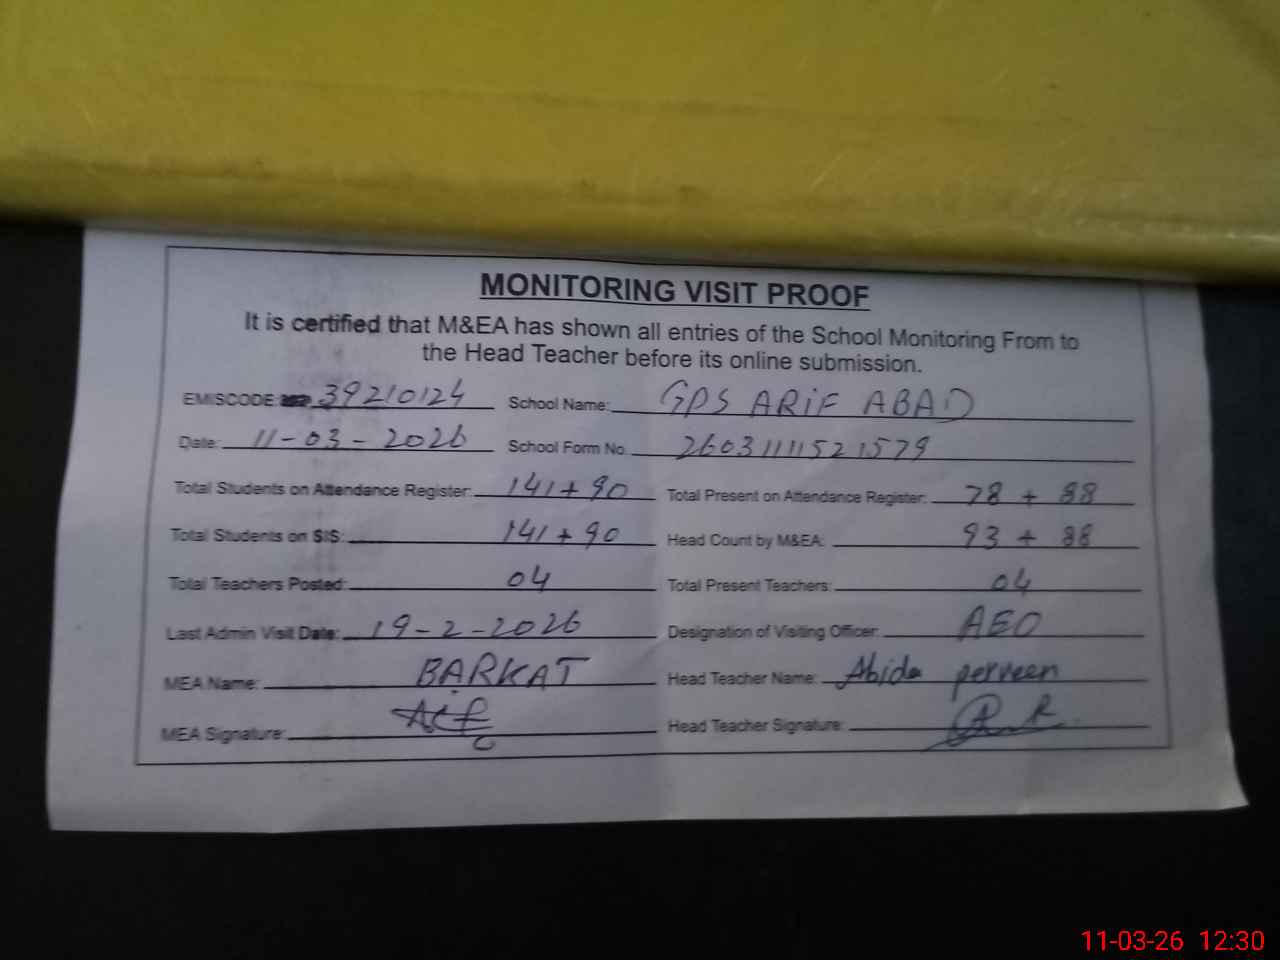 MONITORING VISIT PROOF
It is certified that M&EA has shown all entries of the School Monitoring From to
the Head Teacher before its online submission.
EMISCODE: 39210124 School Name: GPS ARIF ABAD
Date: 11-03-2026 School Form No. 26031111521579
Total Students on Attendance Register: 141+90 Total Present on Attendance Register: 78 + 88
Total Students on SIS: 141+90 Head Count by M&EA: 93 + 88
Total Teachers Posted: 04 Total Present Teachers: 04
Last Admin Visit Date: 19-2-2026 Designation of Visiting Officer: AEO
MEA Name: BARKAT Head Teacher Name: Abida perveen
MEA Signature: Head Teacher Signature:
11-03-26 12:30